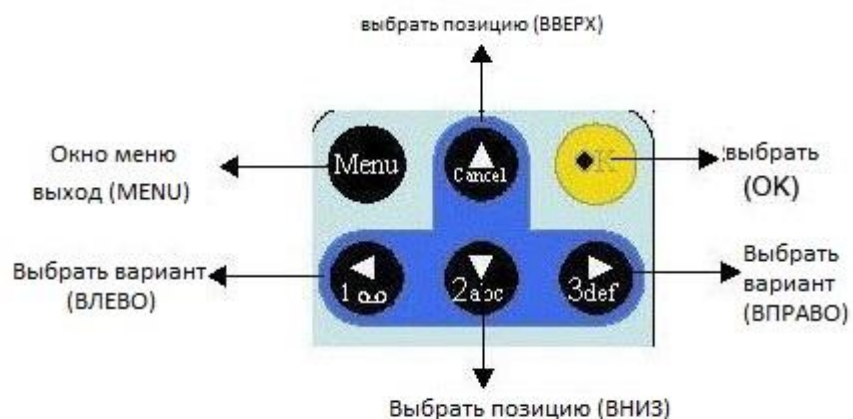 выбрать позицию (ВВЕРХ)
Окно меню
выход (MENU)
Menu
Cancel
выбрать
(OK)
Выбрать вариант
(ВЛЕВО)
1
2abc
3def
Выбрать
вариант
(ВПРАВО)
Выбрать позицию (ВНИЗ)